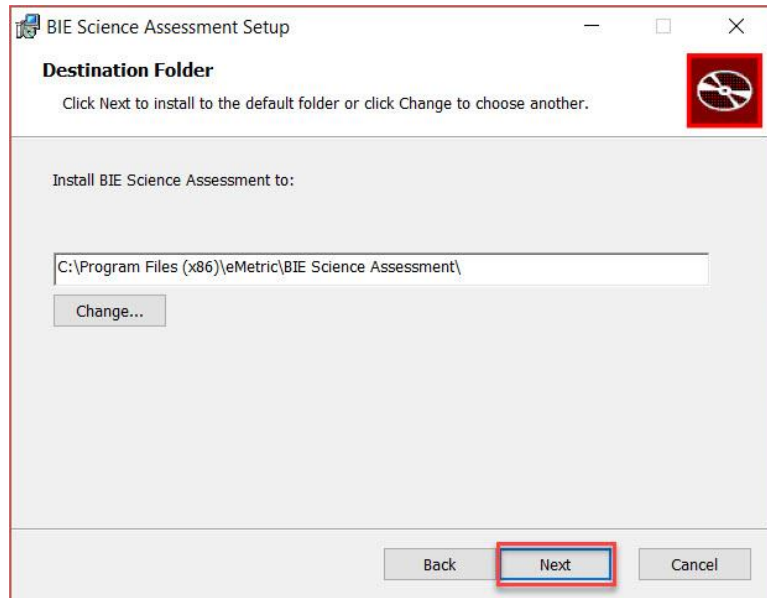 BIE Science Assessment Setup
Destination Folder
Click Next to install to the default folder or click Change to choose another.
Install BIE Science Assessment to:
C:\Program Files (x86)\eMetric\BIE Science Assessment\
Change...
Back Next Cancel